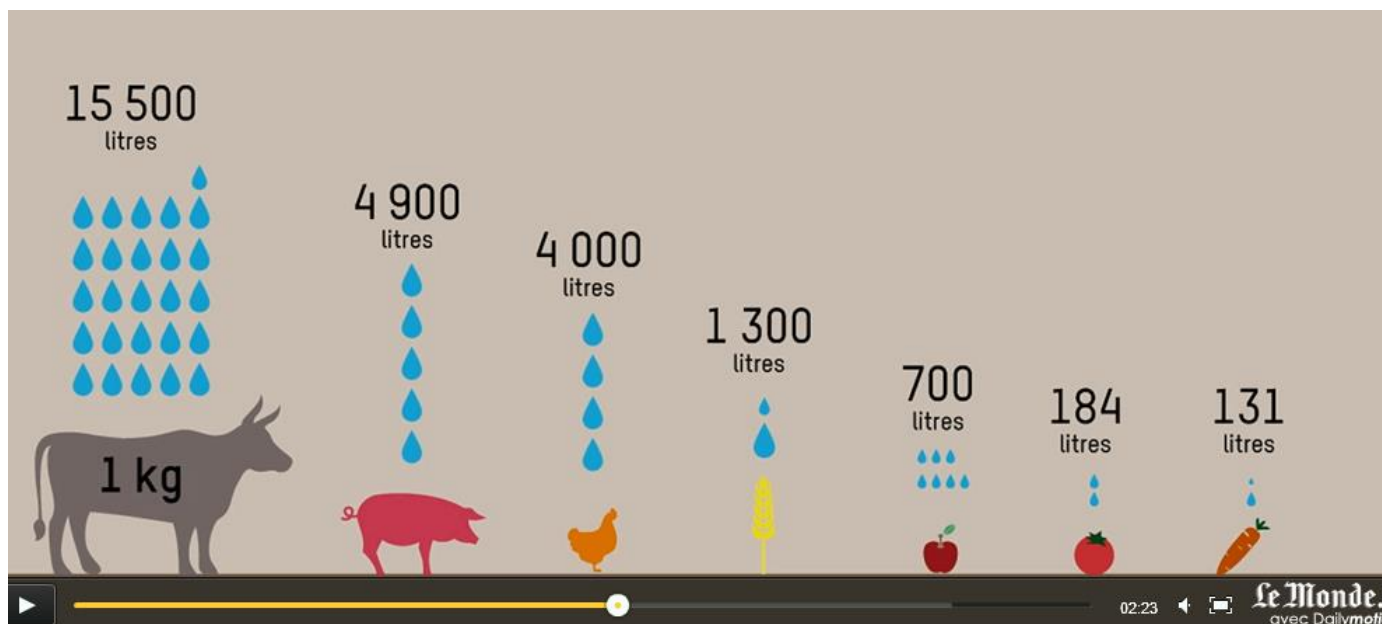 15 500
litres
4 900
litres
4 000
litres
1 300
litres
700
litres
184
litres
131
litres
1 kg
02:23
Le Monde.
avec Dailymoti